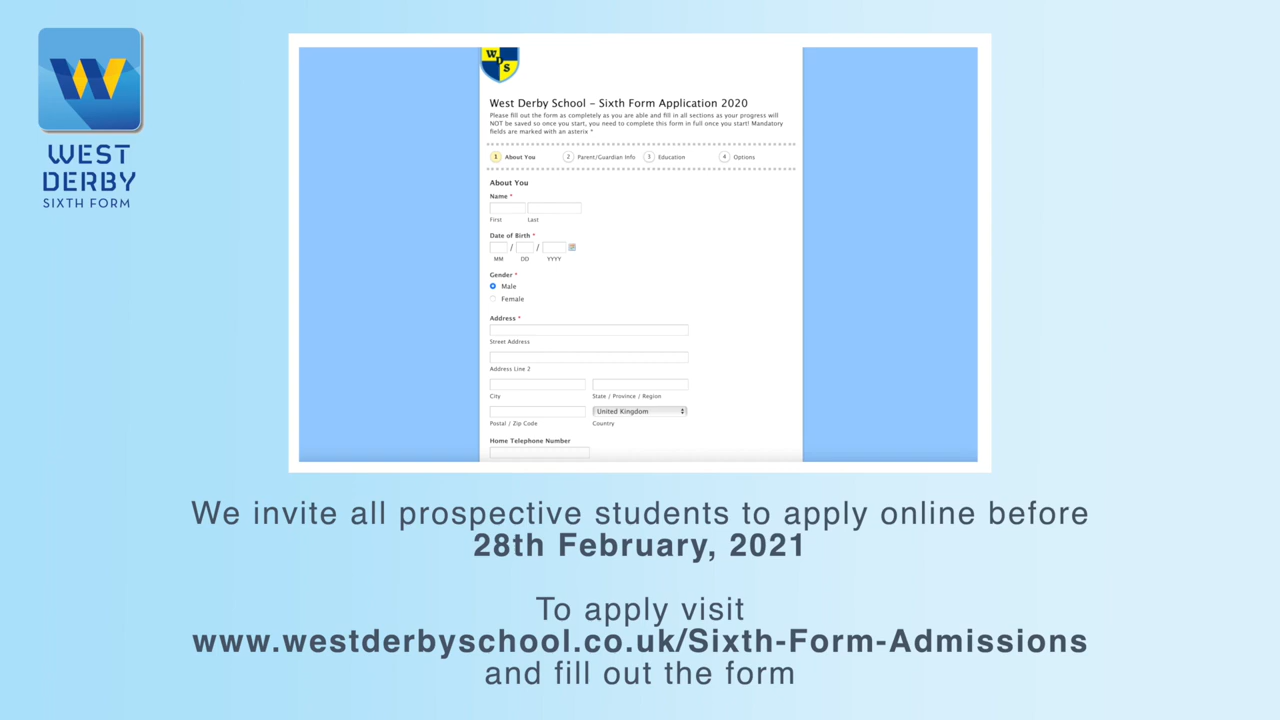 W
WEST
DERBY
SIXTH FORM
W
D
S
West Derby School – Sixth Form Application 2020
Please fill out the form as completely as you are able and fill in all sections as your progress will
NOT be saved so once you start, you need to complete this form in full once you start! Mandatory
fields are marked with an asterix *
1 About You 2 Parent/Guardian Info 3 Education 4 Options
About You
Name *
First Last
Date of Birth *
/ /
MM DD YYYY
Gender *
Male
Female
Address *
Street Address
Address Line 2
City State / Province / Region
United Kingdom
Postal / Zip Code Country
Home Telephone Number
We invite all prospective students to apply online before
28th February, 2021
To apply visit
www.westderbyschool.co.uk/Sixth-Form-Admissions
and fill out the form